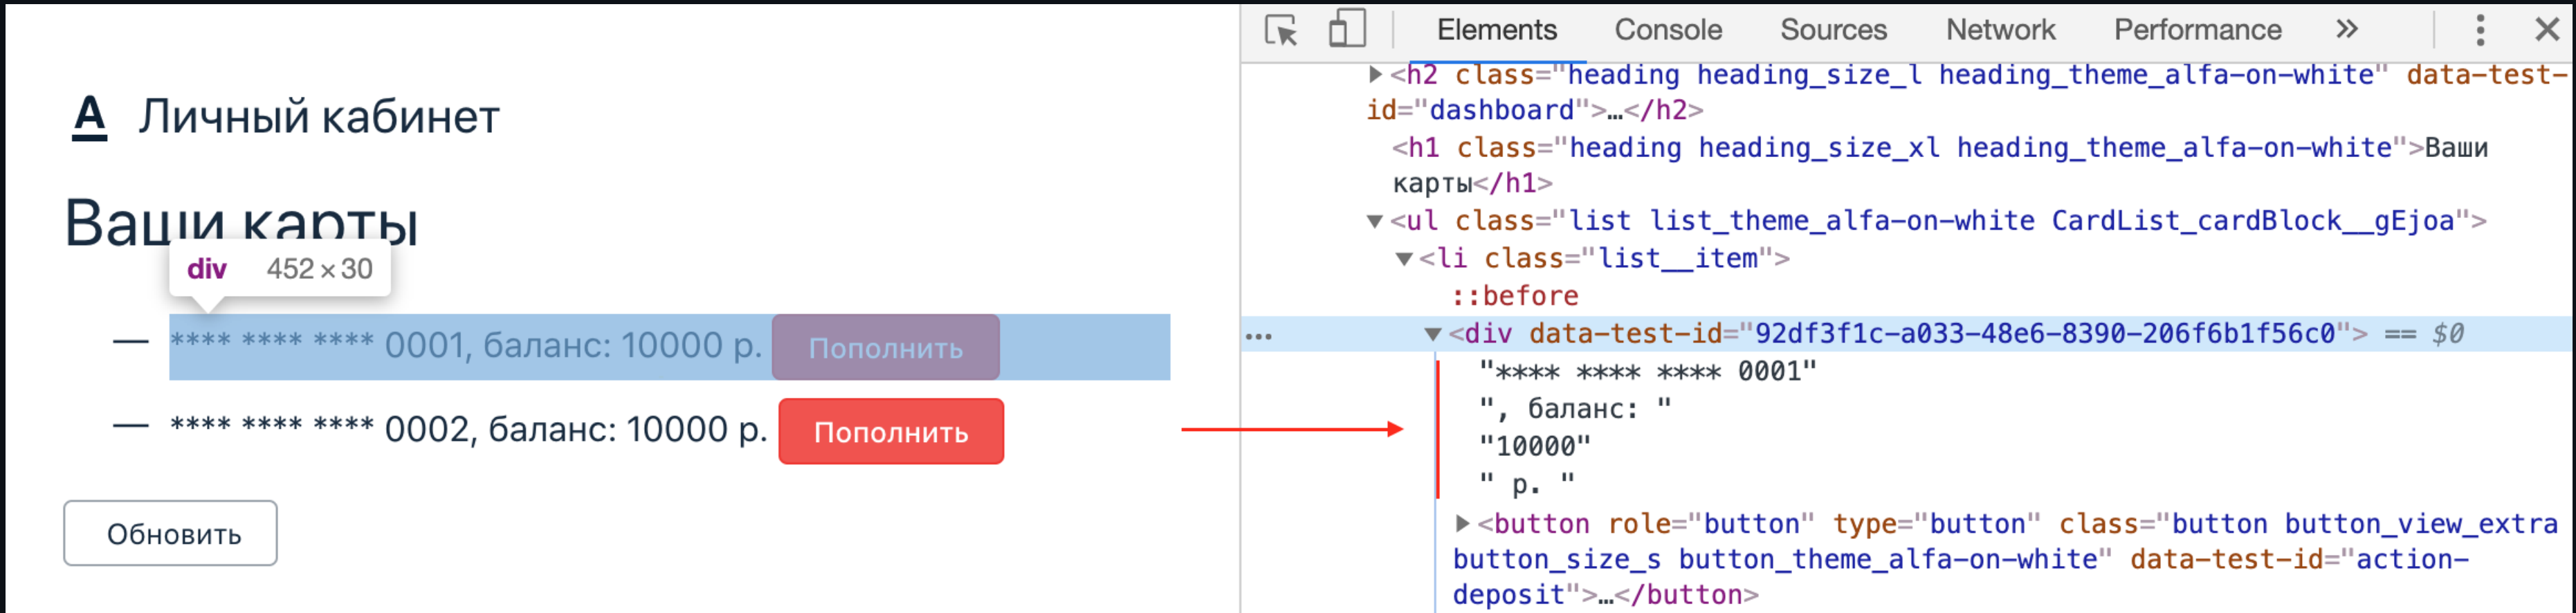 A Личный кабинет
Ваши карты
div 452 × 30
— **** **** **** 0001, баланс: 10000 р. Пополнить
— **** **** **** 0002, баланс: 10000 р. Пополнить
Обновить
Elements Console Sources Network Performance »
▶<h2 class="heading heading_size_l heading_theme_alfa-on-white" data-test-
id="dashboard">…</h2>
<h1 class="heading heading_size_xl heading_theme_alfa-on-white">Ваши
карты</h1>
▼<ul class="list list_theme_alfa-on-white CardList_cardBlock__gEjoa">
▼<li class="list__item">
::before
… ▼<div data-test-id="92df3f1c-a033-48e6-8390-206f6b1f56c0"> == $0
"**** **** **** 0001"
", баланс: "
"10000"
" р. "
▶<button role="button" type="button" class="button button_view_extra
button_size_s button_theme_alfa-on-white" data-test-id="action-
deposit">…</button>